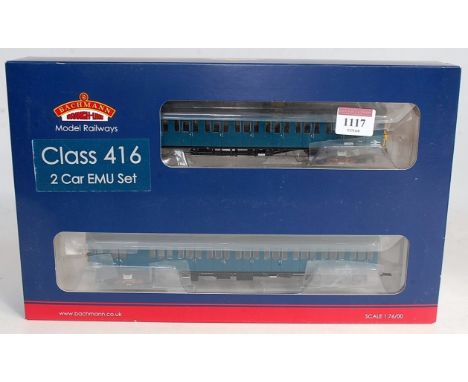 BACHMANN
BRANCH-LINE
Model Railways
Class 416
2 Car EMU Set
1117
www.bachmann.co.uk
SCALE 1:76/00